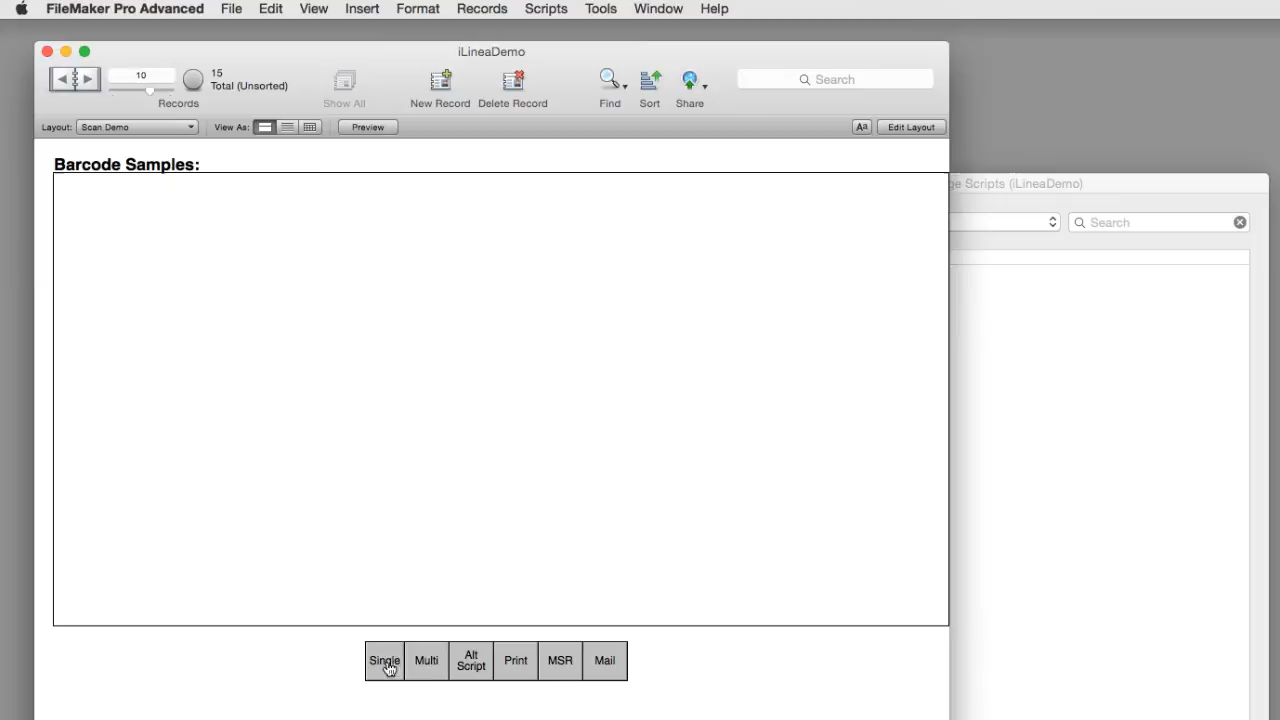 FileMaker Pro Advanced File Edit View Insert Format Records Scripts Tools Window Help
iLineaDemo
10 15
Total (Unsorted)
Records Show All New Record Delete Record Find Sort Share Search
Layout: Scan Demo View As: Preview Aa Edit Layout
Barcode Samples:
ge Scripts (iLineaDemo)
Search
Single Multi Alt Script Print MSR Mail